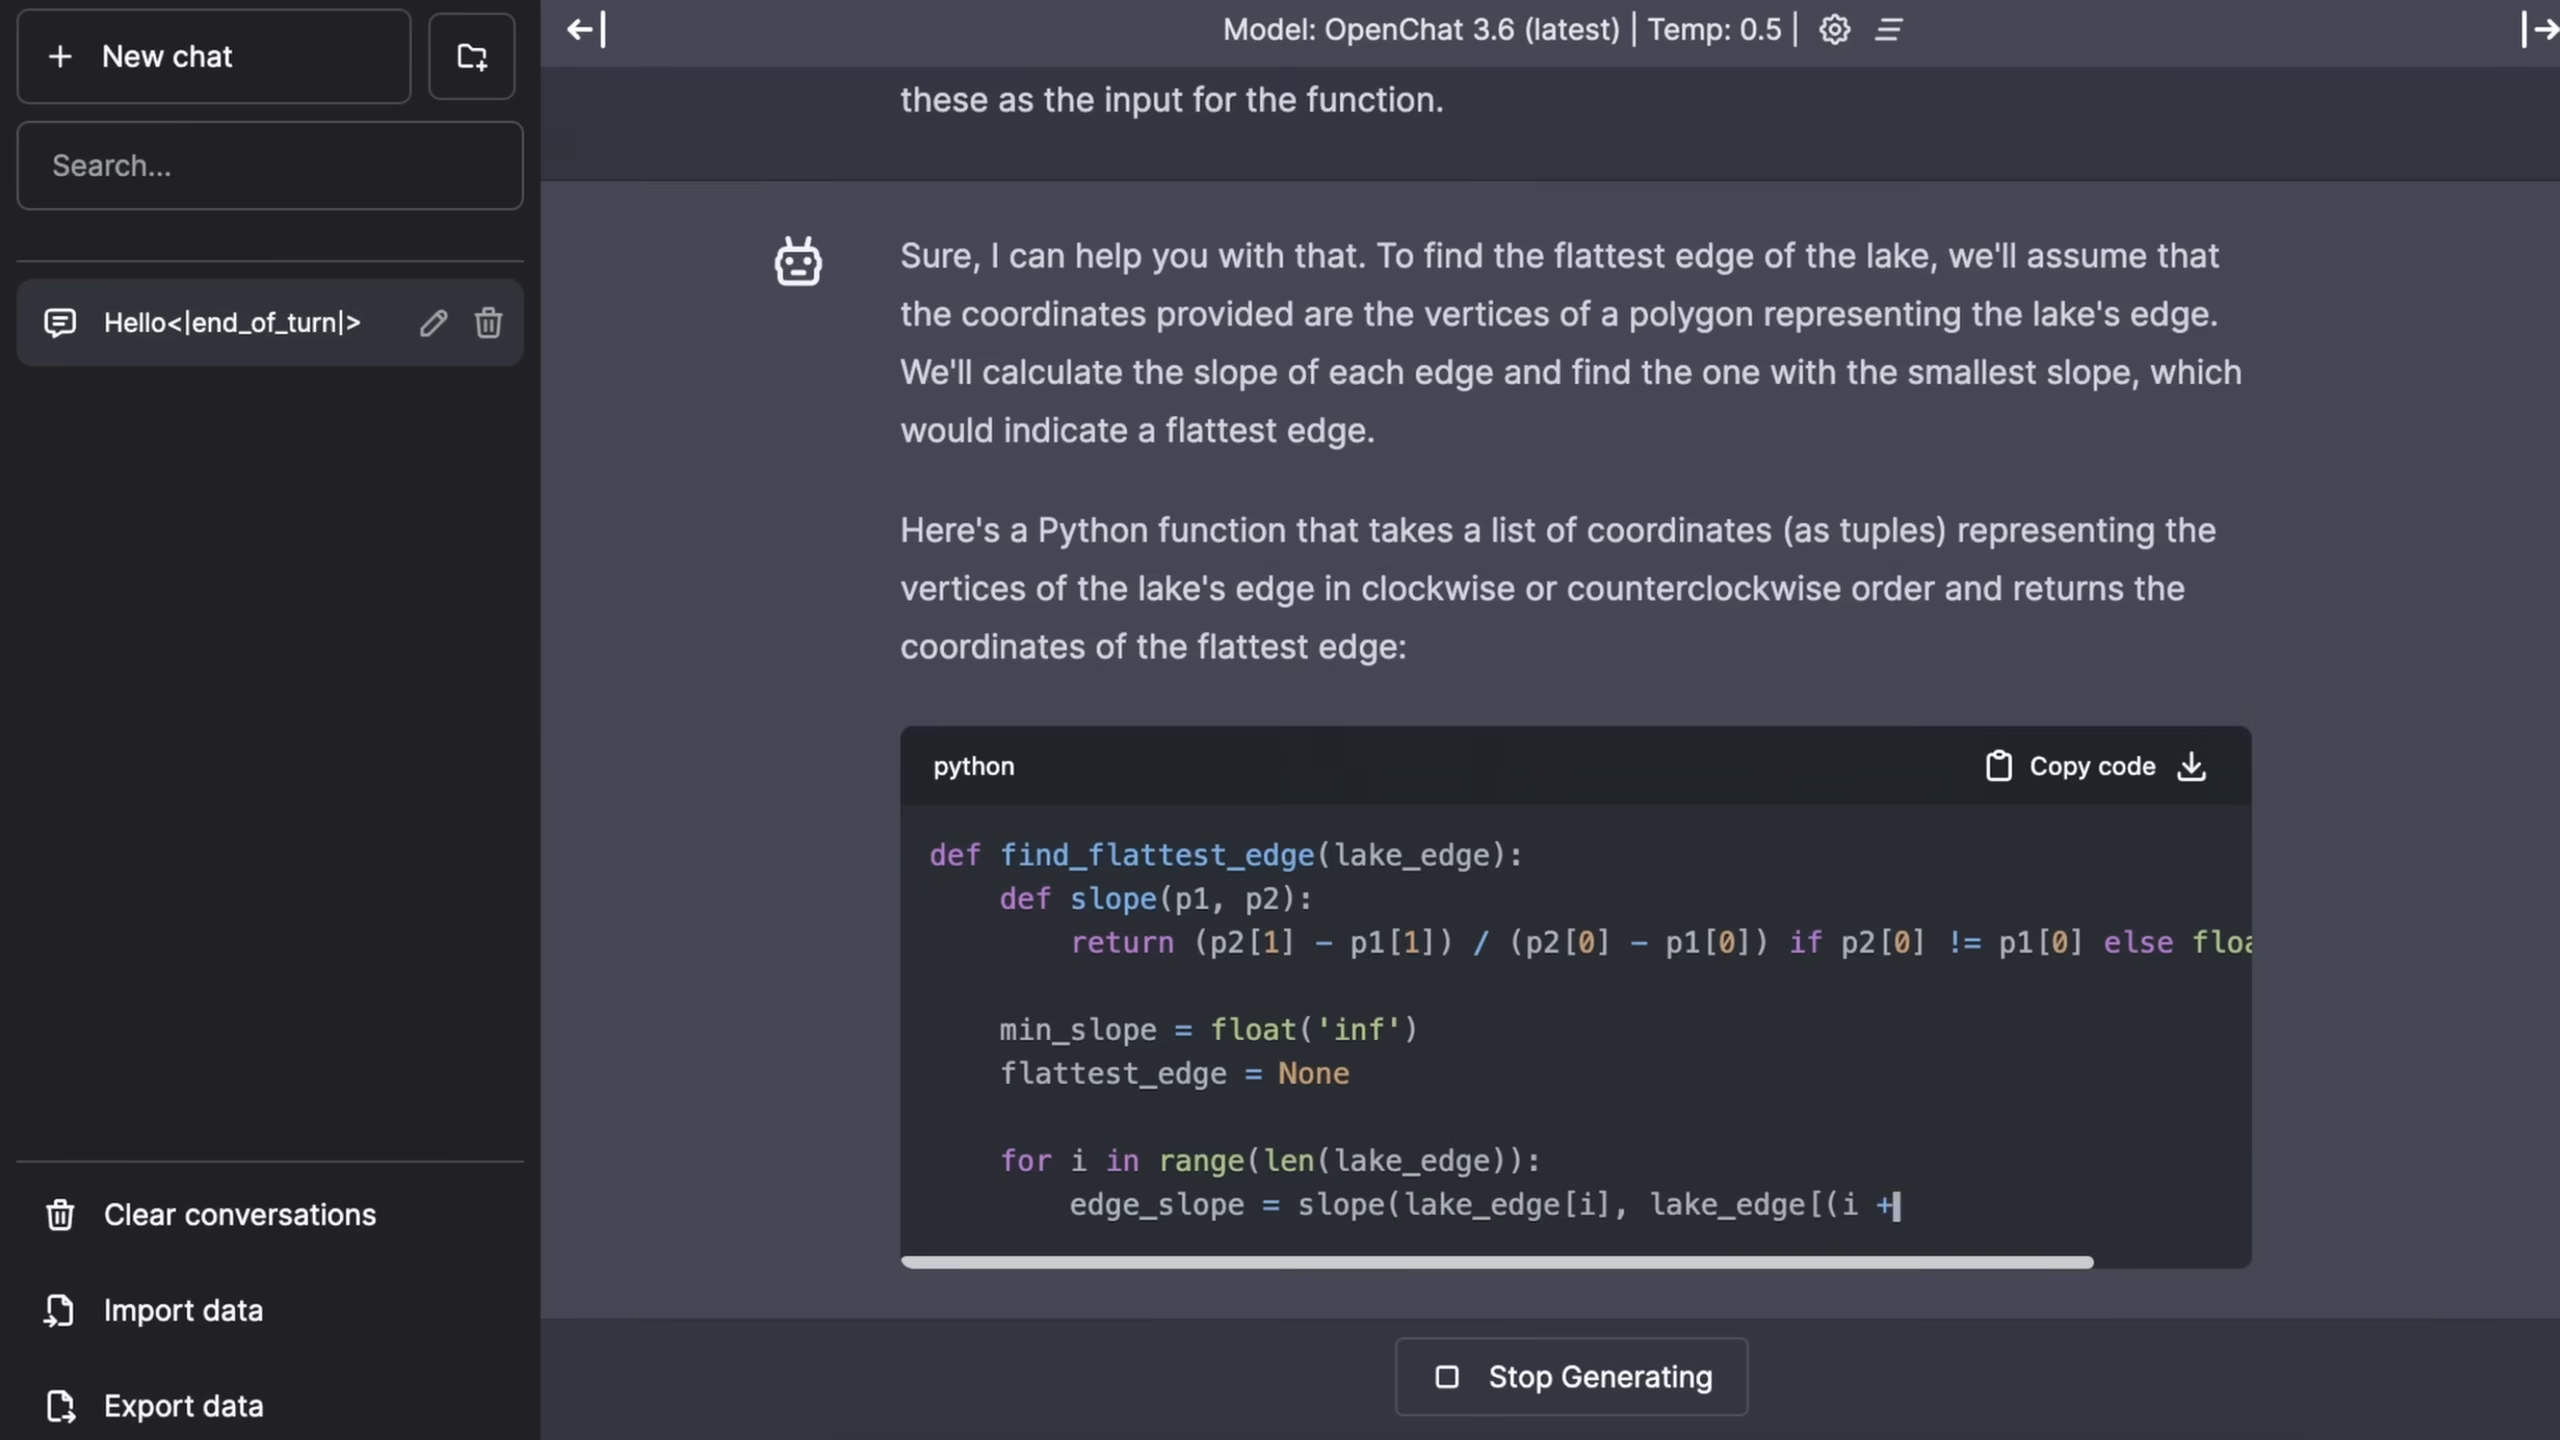 New chat
Search...
Hello<|end_of_turn|>
Clear conversations
Import data
Export data
Model: OpenChat 3.6 (latest) | Temp: 0.5 |
these as the input for the function.
Sure, I can help you with that. To find the flattest edge of the lake, we'll assume that
the coordinates provided are the vertices of a polygon representing the lake's edge.
We'll calculate the slope of each edge and find the one with the smallest slope, which
would indicate a flattest edge.
Here's a Python function that takes a list of coordinates (as tuples) representing the
vertices of the lake's edge in clockwise or counterclockwise order and returns the
coordinates of the flattest edge:
python
Copy code
def find_flattest_edge(lake_edge):
    def slope(p1, p2):
        return (p2[1] - p1[1]) / (p2[0] - p1[0]) if p2[0] != p1[0] else floa
    min_slope = float('inf')
    flattest_edge = None
    for i in range(len(lake_edge)):
        edge_slope = slope(lake_edge[i], lake_edge[(i +
Stop Generating